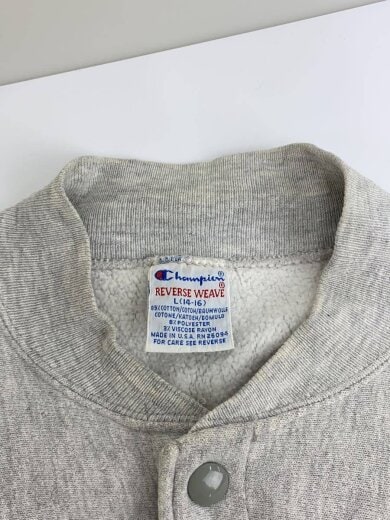 Champion®
REVERSE WEAVE®
L (14-16)
89% COTTON/COTON/BAUMWOLLE
COTONE/KATOEN/BOMULD
8% POLYESTER
3% VISCOSE RAYON
MADE IN U.S.A. RN 26094
FOR CARE SEE REVERSE